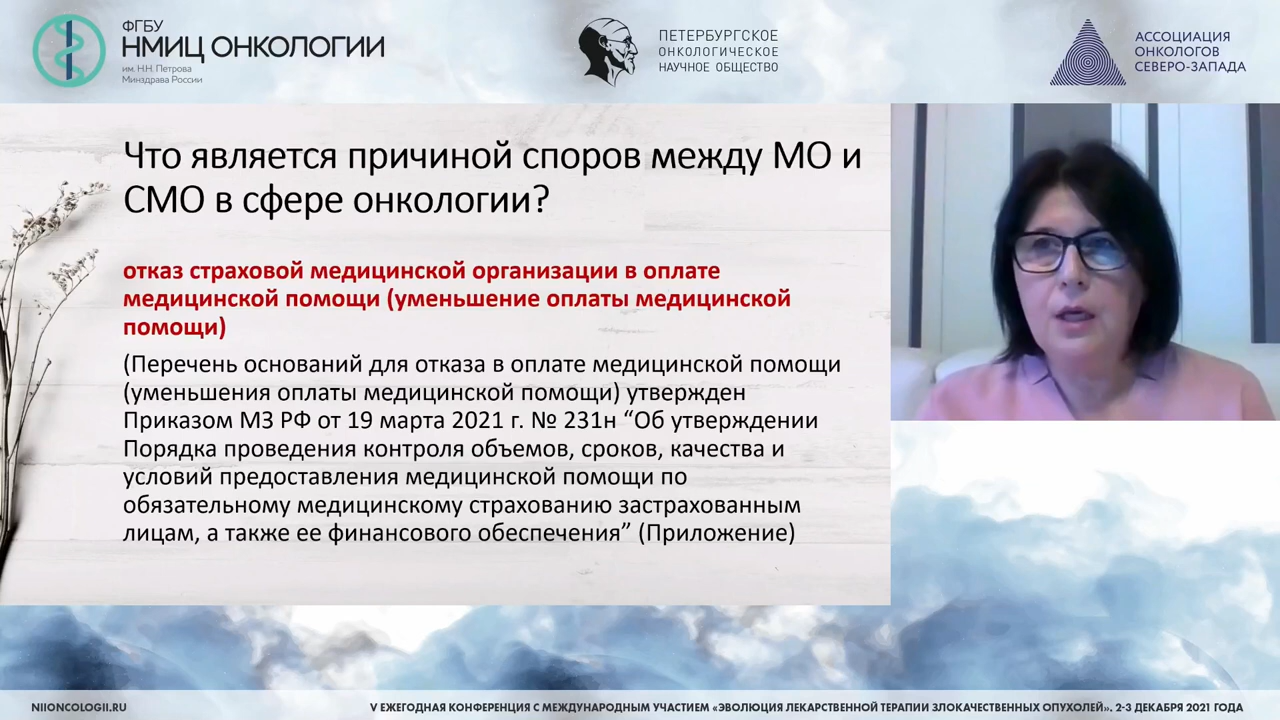 ФГБУ
НМИЦ ОНКОЛОГИИ
им. Н.Н. Петрова
Минздрава России
ПЕТЕРБУРГСКОЕ
ОНКОЛОГИЧЕСКОЕ
НАУЧНОЕ ОБЩЕСТВО
АССОЦИАЦИЯ
ОНКОЛОГОВ
СЕВЕРО-ЗАПАДА
Что является причиной споров между МО и
СМО в сфере онкологии?
отказ страховой медицинской организации в оплате
медицинской помощи (уменьшение оплаты медицинской
помощи)
(Перечень оснований для отказа в оплате медицинской помощи
(уменьшения оплаты медицинской помощи) утвержден
Приказом МЗ РФ от 19 марта 2021 г. № 231н “Об утверждении
Порядка проведения контроля объемов, сроков, качества и
условий предоставления медицинской помощи по
обязательному медицинскому страхованию застрахованным
лицам, а также ее финансового обеспечения” (Приложение)
NIIONCOLOGII.RU
V ЕЖЕГОДНАЯ КОНФЕРЕНЦИЯ С МЕЖДУНАРОДНЫМ УЧАСТИЕМ «ЭВОЛЮЦИЯ ЛЕКАРСТВЕННОЙ ТЕРАПИИ ЗЛОКАЧЕСТВЕННЫХ ОПУХОЛЕЙ». 2-3 ДЕКАБРЯ 2021 ГОДА